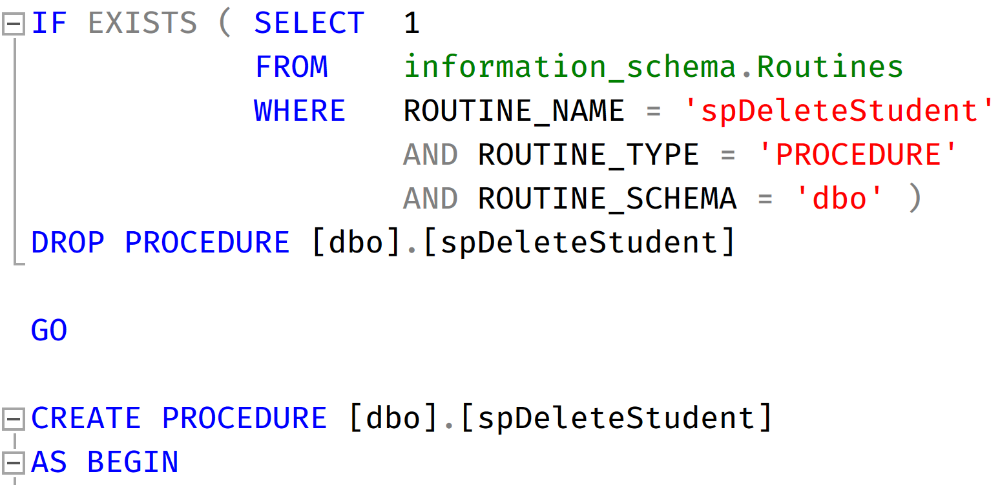 IF EXISTS ( SELECT  1
            FROM    information_schema.Routines
            WHERE   ROUTINE_NAME = 'spDeleteStudent'
                    AND ROUTINE_TYPE = 'PROCEDURE'
                    AND ROUTINE_SCHEMA = 'dbo' )
DROP PROCEDURE [dbo].[spDeleteStudent]
GO
CREATE PROCEDURE [dbo].[spDeleteStudent]
AS BEGIN